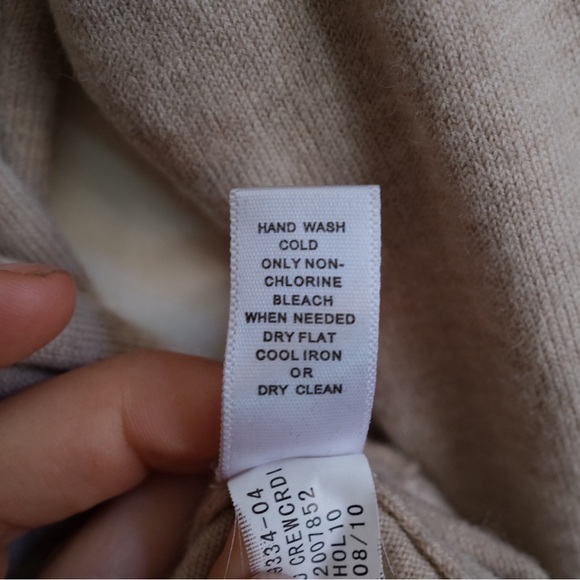 HAND WASH
COLD
ONLY NON-
CHLORINE
BLEACH
WHEN NEEDED
DRY FLAT
COOL IRON
OR
DRY CLEAN
334-04
CREWCRDI
2007852
HOL10
08/10